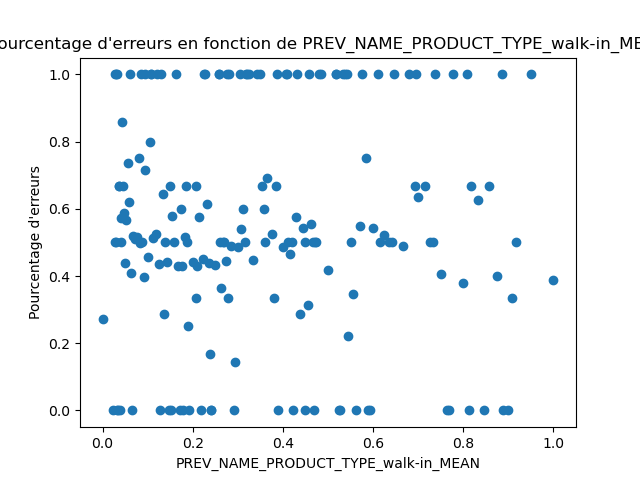 ourcentage d'erreurs en fonction de PREV_NAME_PRODUCT_TYPE_walk-in_ME
1.0
0.8
0.6
0.4
0.2
0.0
Pourcentage d'erreurs
0.0 0.2 0.4 0.6 0.8 1.0
PREV_NAME_PRODUCT_TYPE_walk-in_MEAN